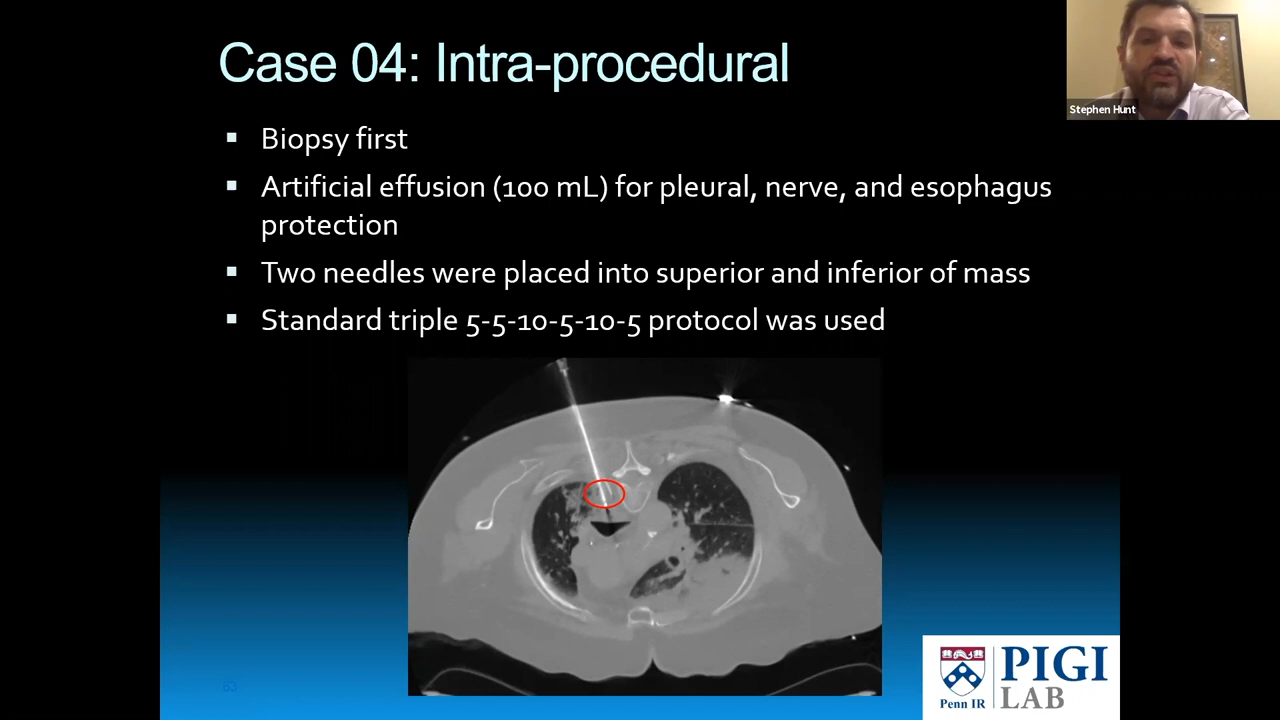 Case 04: Intra-procedural
Stephen Hunt
▪ Biopsy first
▪ Artificial effusion (100 mL) for pleural, nerve, and esophagus
protection
▪ Two needles were placed into superior and inferior of mass
▪ Standard triple 5-5-10-5-10-5 protocol was used
63
Penn IR
PIGI
LAB